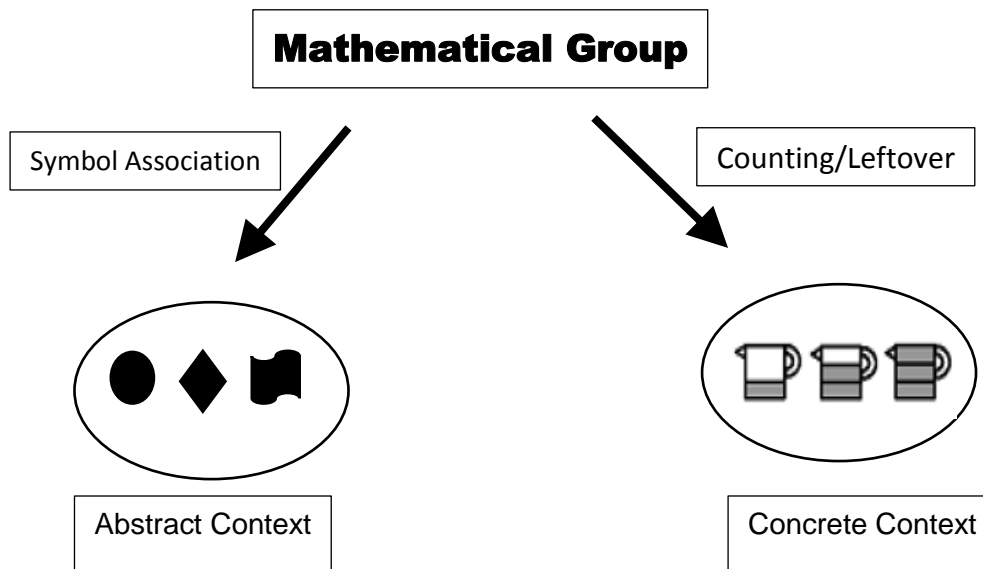 Mathematical Group
Symbol Association
Counting/Leftover
Abstract Context
Concrete Context